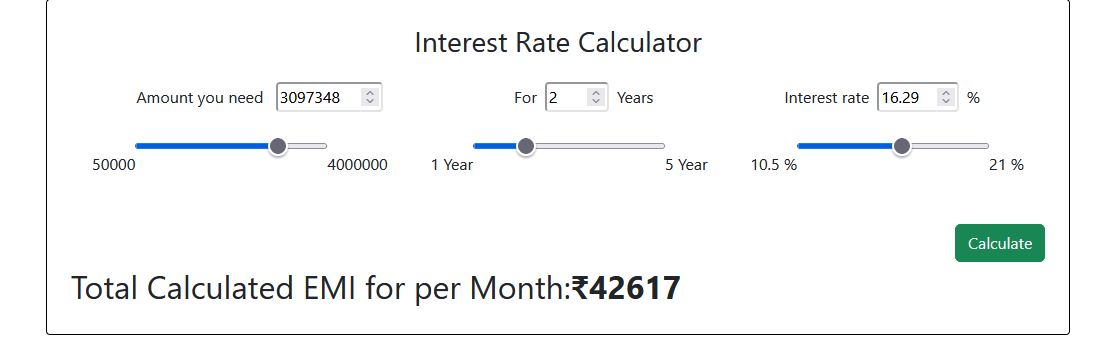 Interest Rate Calculator
Amount you need 3097348 For 2 Years Interest rate 16.29 %
50000 4000000 1 Year 5 Year 10.5 % 21 %
Calculate
Total Calculated EMI for per Month:₹42617